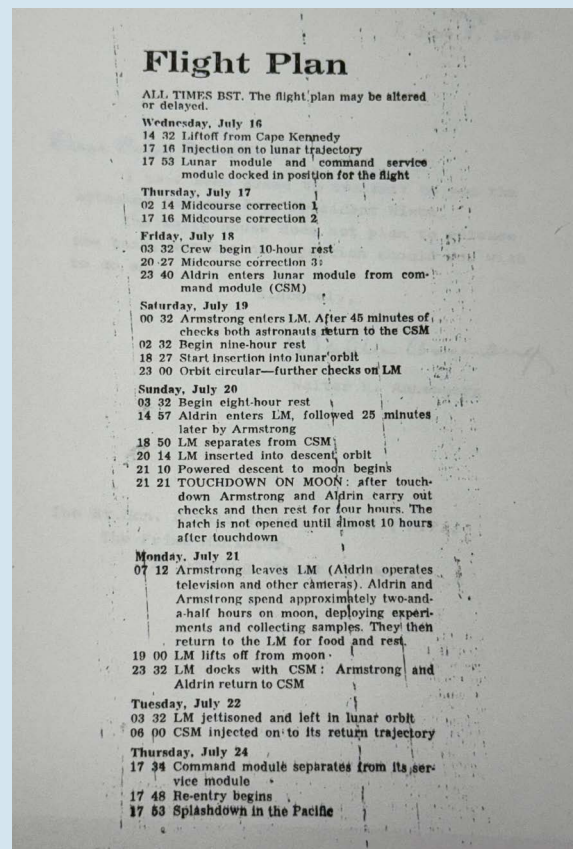 Flight Plan
ALL TIMES BST. The flight plan may be altered
or delayed.
Wednesday, July 16
14 32 Liftoff from Cape Kennedy
17 16 Injection on to lunar trajectory
17 53 Lunar module and command service
module docked in position for the flight
Thursday, July 17
02 14 Midcourse correction 1
17 16 Midcourse correction 2
Friday, July 18
03 32 Crew begin 10-hour rest
20 27 Midcourse correction 3
23 40 Aldrin enters lunar module from com-
mand module (CSM)
Saturday, July 19
00 32 Armstrong enters LM. After 45 minutes of
checks both astronauts return to the CSM
02 32 Begin nine-hour rest
18 27 Start insertion into lunar orbit
23 00 Orbit circular—further checks on LM
Sunday, July 20
03 32 Begin eight-hour rest
14 57 Aldrin enters LM, followed 25 minutes
later by Armstrong
18 50 LM separates from CSM
20 14 LM inserted into descent orbit
21 10 Powered descent to moon begins
21 21 TOUCHDOWN ON MOON: after touch-
down Armstrong and Aldrin carry out
checks and then rest for four hours. The
hatch is not opened until almost 10 hours
after touchdown
Monday, July 21
07 12 Armstrong leaves LM (Aldrin operates
television and other cameras). Aldrin and
Armstrong spend approximately two-and-
a-half hours on moon, deploying experi-
ments and collecting samples. They then
return to the LM for food and rest.
19 00 LM lifts off from moon
23 32 LM docks with CSM: Armstrong and
Aldrin return to CSM
Tuesday, July 22
03 32 LM jettisoned and left in lunar orbit
06 00 CSM injected on to its return trajectory
Thursday, July 24
17 34 Command module separates from its ser-
vice module
17 48 Re-entry begins
17 53 Splashdown in the Pacific